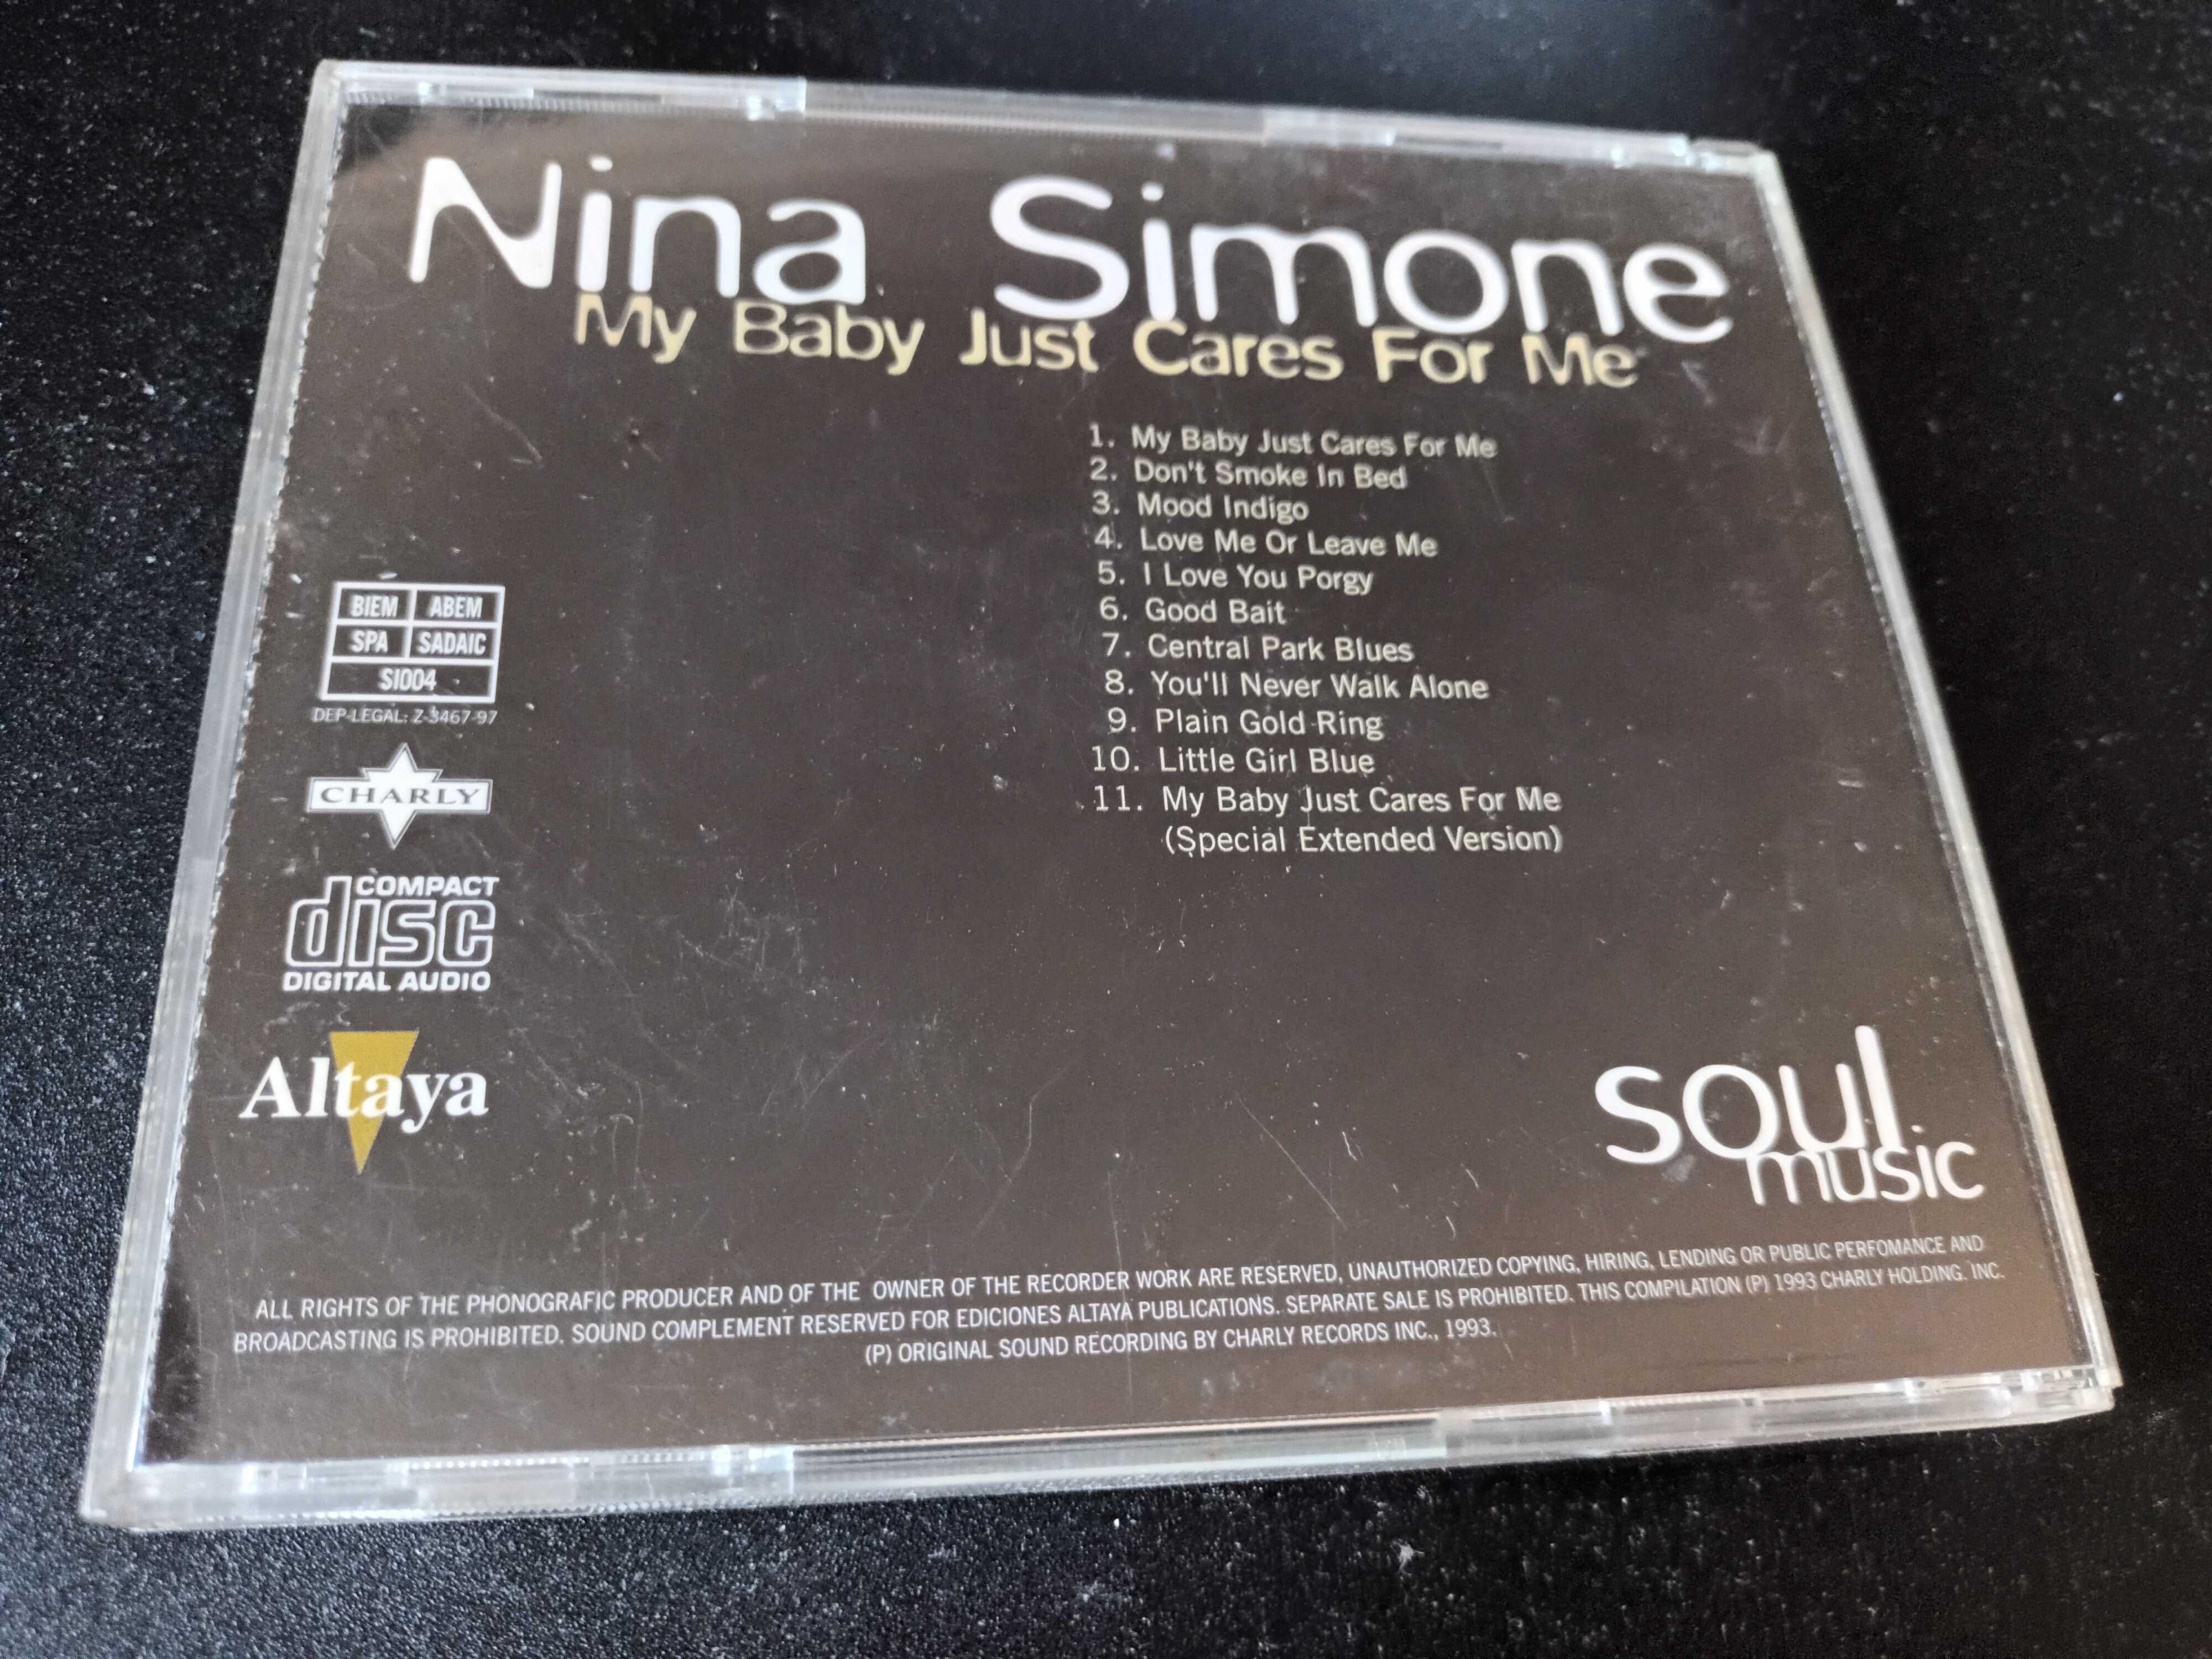 Nina Simone
My Baby Just Cares For Me
1. My Baby Just Cares For Me
2. Don't Smoke In Bed
3. Mood Indigo
4. Love Me Or Leave Me
5. I Love You Porgy
6. Good Bait
7. Central Park Blues
8. You'll Never Walk Alone
9. Plain Gold Ring
10. Little Girl Blue
11. My Baby Just Cares For Me
(Special Extended Version)
BIEM ABEM
SPA SADAIC
SI004
DEP-LEGAL: Z-3467-97
CHARLY
COMPACT
disc
DIGITAL AUDIO
Altaya
soul
music
ALL RIGHTS OF THE PHONOGRAFIC PRODUCER AND OF THE OWNER OF THE RECORDER WORK ARE RESERVED, UNAUTHORIZED COPYING, HIRING, LENDING OR PUBLIC PERFOMANCE AND
BROADCASTING IS PROHIBITED. SOUND COMPLEMENT RESERVED FOR EDICIONES ALTAYA PUBLICATIONS. SEPARATE SALE IS PROHIBITED. THIS COMPILATION (P) 1993 CHARLY HOLDING. INC.
(P) ORIGINAL SOUND RECORDING BY CHARLY RECORDS INC., 1993.